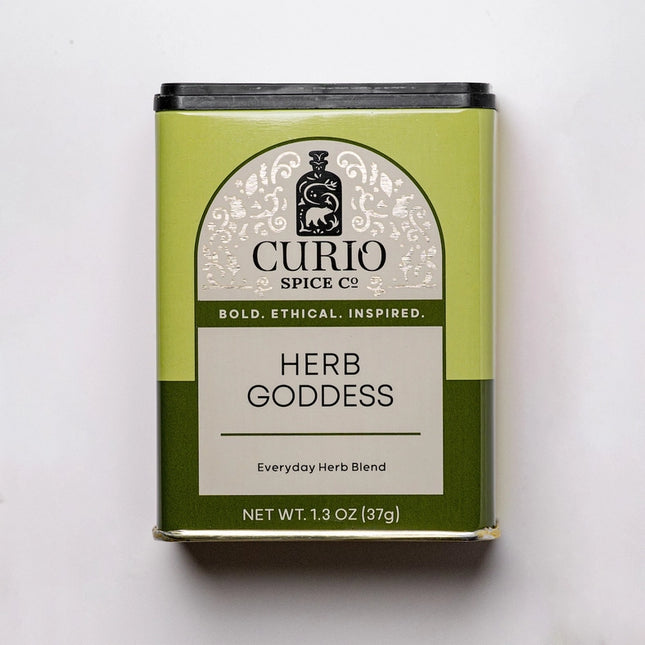 CURIO
SPICE Cº
BOLD. ETHICAL. INSPIRED.
HERB
GODDESS
Everyday Herb Blend
NET WT. 1.3 OZ (37g)